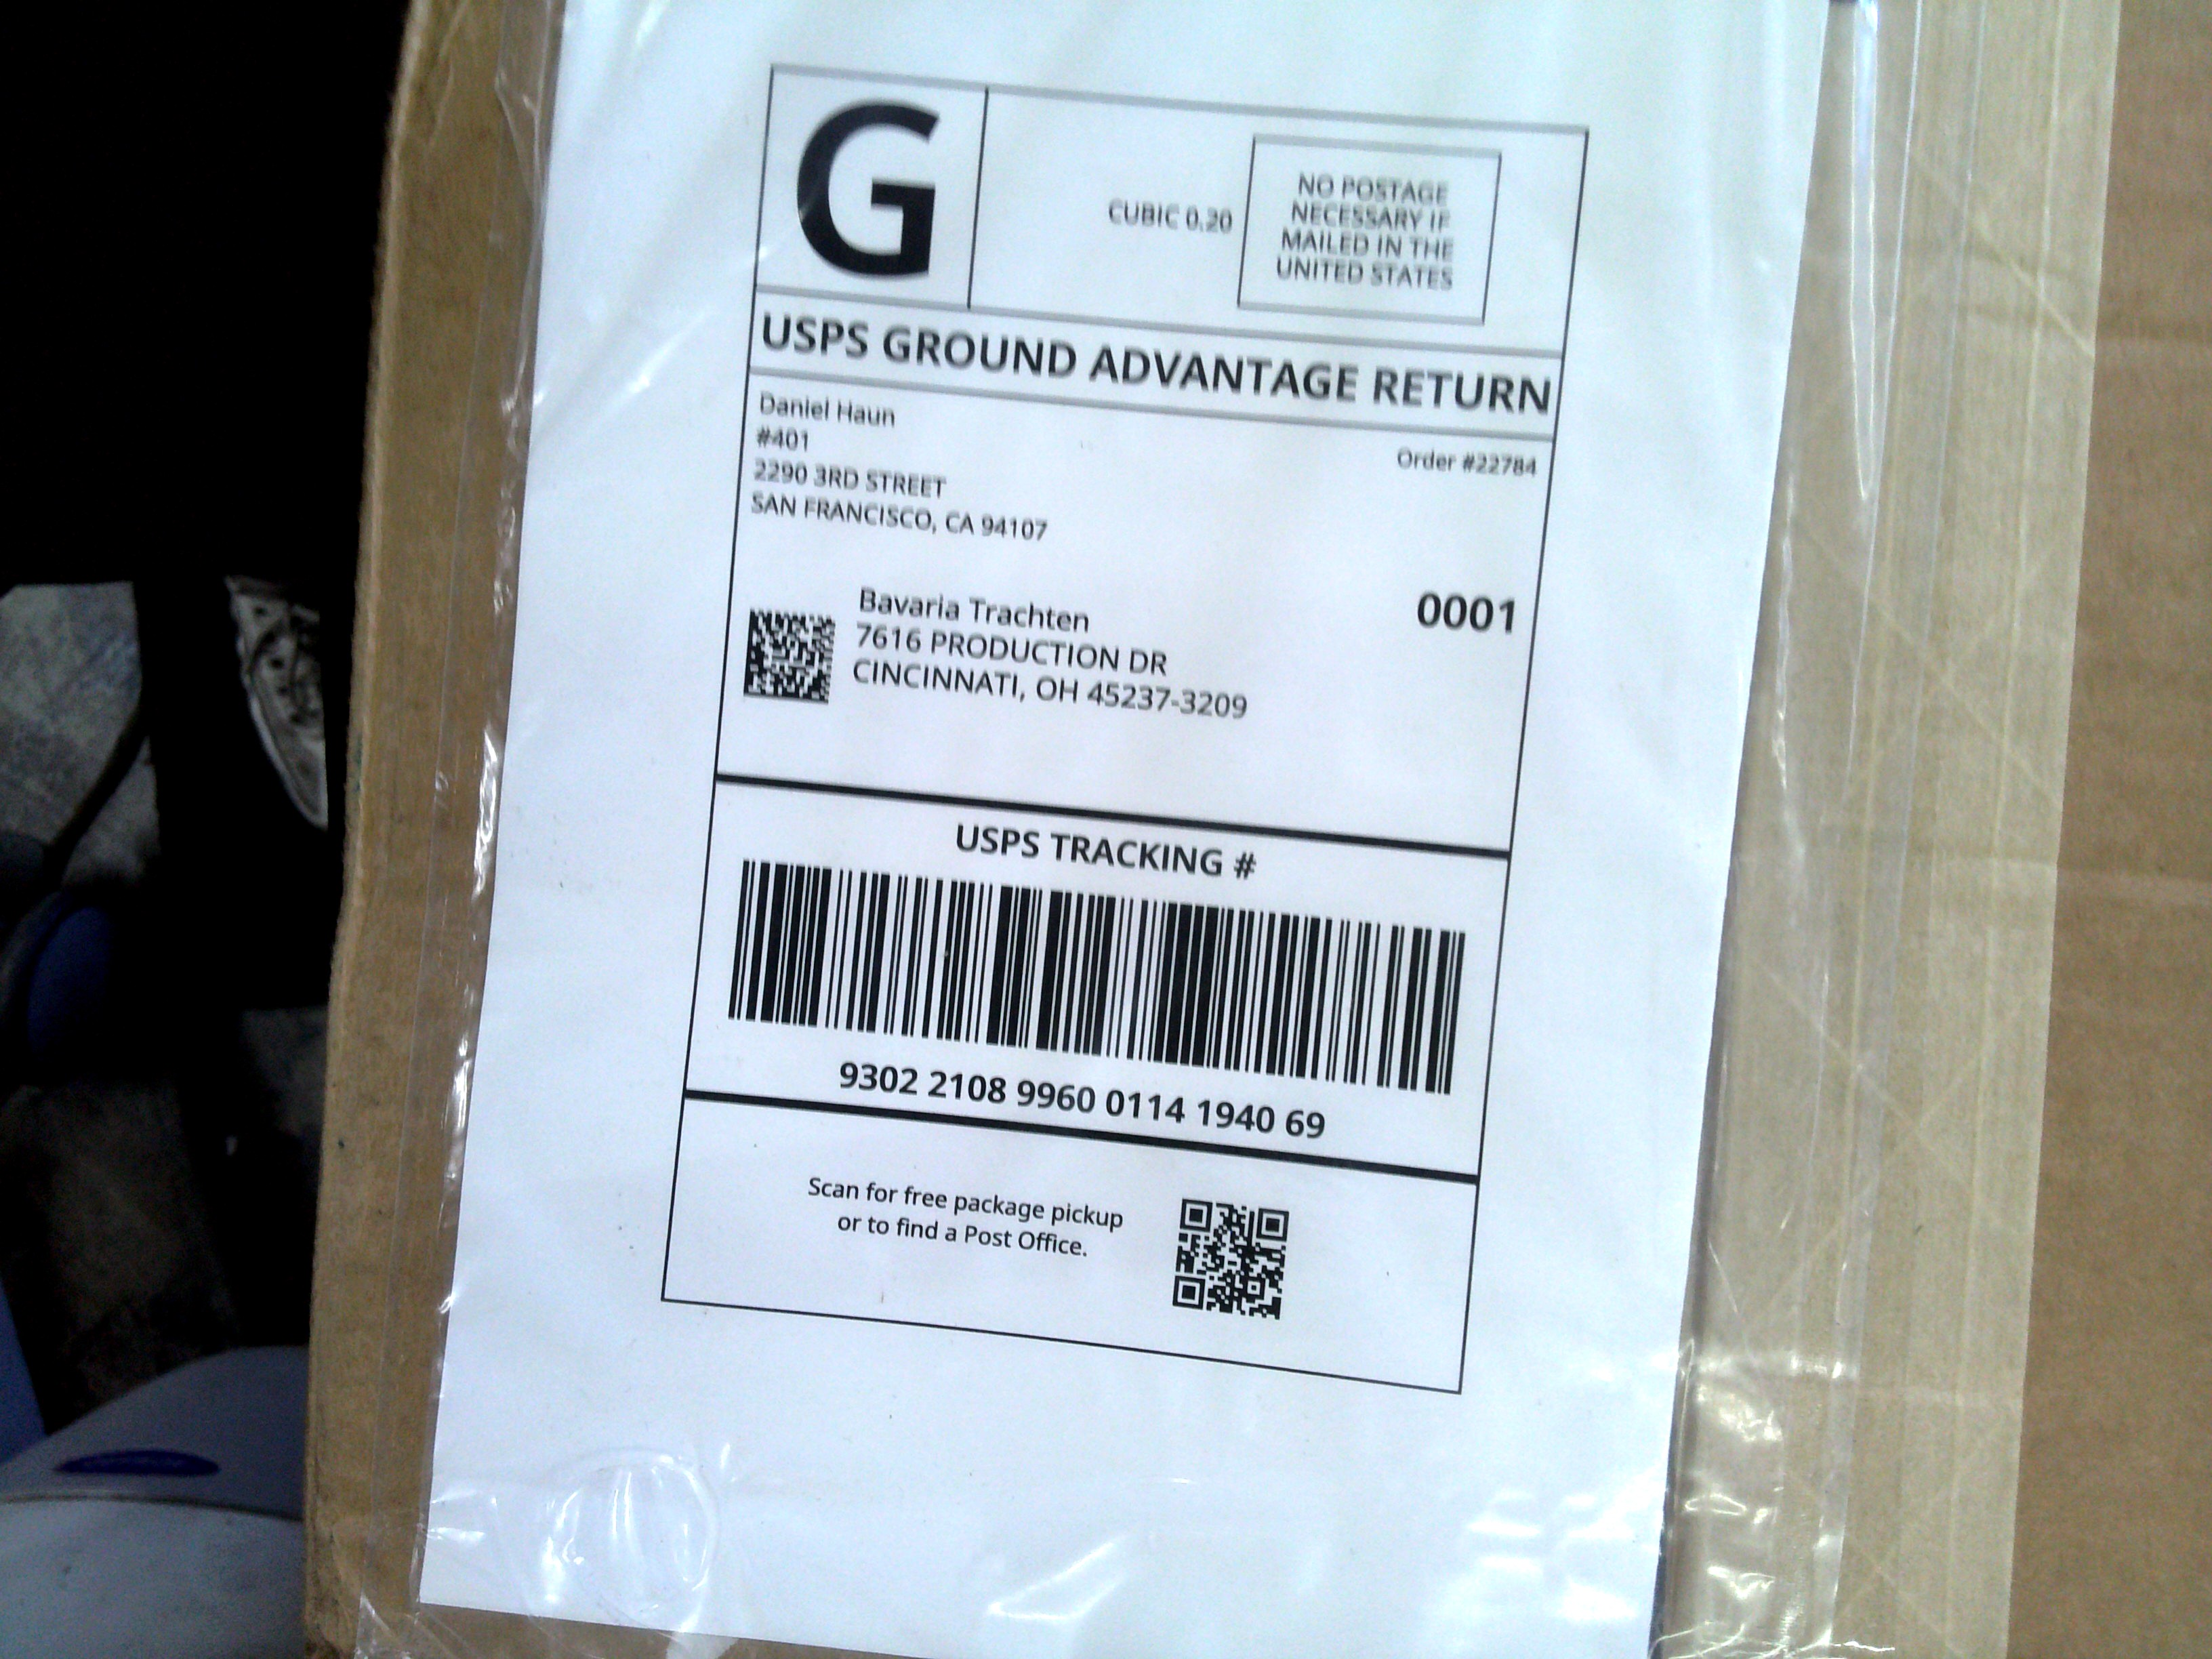 G
CUBIC 0.20
NO POSTAGE
NECESSARY IF
MAILED IN THE
UNITED STATES
USPS GROUND ADVANTAGE RETURN
Daniel Haun
#401
2290 3RD STREET
SAN FRANCISCO, CA 94107
Order #22784
0001
Bavaria Trachten
7616 PRODUCTION DR
CINCINNATI, OH 45237-3209
USPS TRACKING #
9302 2108 9960 0114 1940 69
Scan for free package pickup
or to find a Post Office.